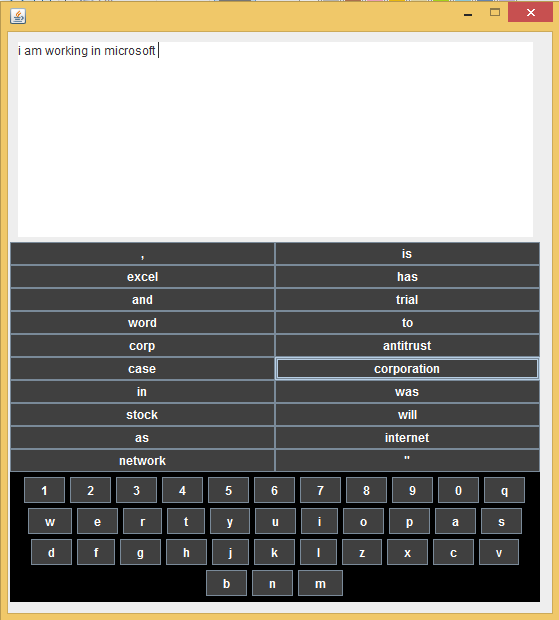 i am working in microsoft
, is
excel has
and trial
word to
corp antitrust
case corporation
in was
stock will
as internet
network "
1 2 3 4 5 6 7 8 9 0 q
w e r t y u i o p a s
d f g h j k l z x c v
b n m